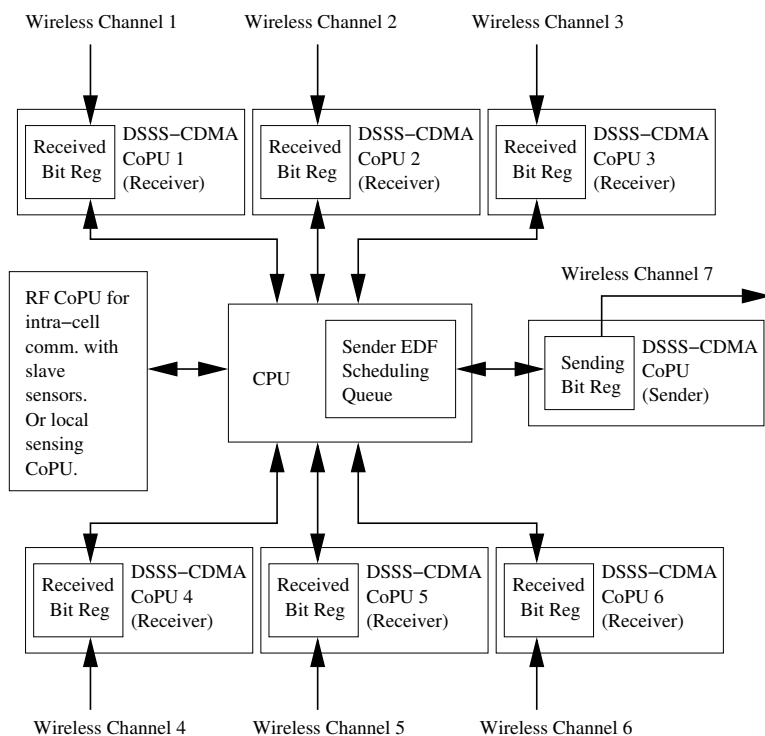 Wireless Channel 1
Wireless Channel 2
Wireless Channel 3
Received
Bit Reg
DSSS−CDMA
CoPU 1
(Receiver)
Received
Bit Reg
DSSS−CDMA
CoPU 2
(Receiver)
Received
Bit Reg
DSSS−CDMA
CoPU 3
(Receiver)
RF CoPU for
intra−cell
comm. with
slave
sensors.
Or local
sensing
CoPU.
CPU
Sender EDF
Scheduling
Queue
Wireless Channel 7
Sending
Bit Reg
DSSS−CDMA
CoPU
(Sender)
Received
Bit Reg
DSSS−CDMA
CoPU 4
(Receiver)
Received
Bit Reg
DSSS−CDMA
CoPU 5
(Receiver)
Received
Bit Reg
DSSS−CDMA
CoPU 6
(Receiver)
Wireless Channel 4
Wireless Channel 5
Wireless Channel 6